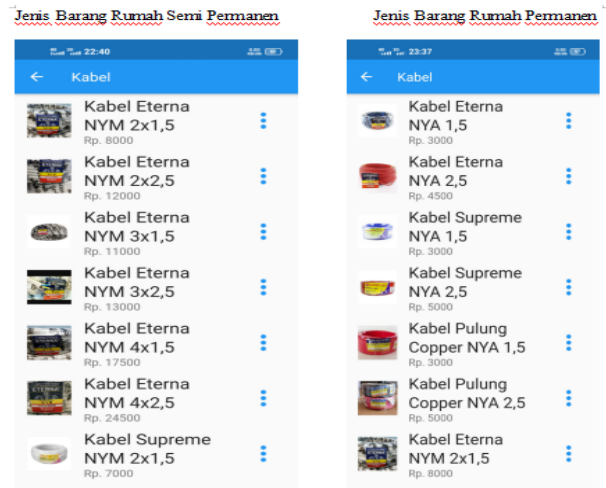 Jenis Barang Rumah Semi Permanen
22:40
Kabel
Kabel Eterna
NYM 2x1,5
Rp. 8000
Kabel Eterna
NYM 2x2,5
Rp. 12000
Kabel Eterna
NYM 3x1,5
Rp. 11000
Kabel Eterna
NYM 3x2,5
Rp. 13000
Kabel Eterna
NYM 4x1,5
Rp. 17500
Kabel Eterna
NYM 4x2,5
Rp. 24500
Kabel Supreme
NYM 2x1,5
Rp. 7000
Jenis Barang Rumah Permanen
23:37
Kabel
Kabel Eterna
NYA 1,5
Rp. 3000
Kabel Eterna
NYA 2,5
Rp. 4500
Kabel Supreme
NYA 1,5
Rp. 3000
Kabel Supreme
NYA 2,5
Rp. 5000
Kabel Pulung
Copper NYA 1,5
Rp. 3000
Kabel Pulung
Copper NYA 2,5
Rp. 5000
Kabel Eterna
NYM 2x1,5
Rp. 8000